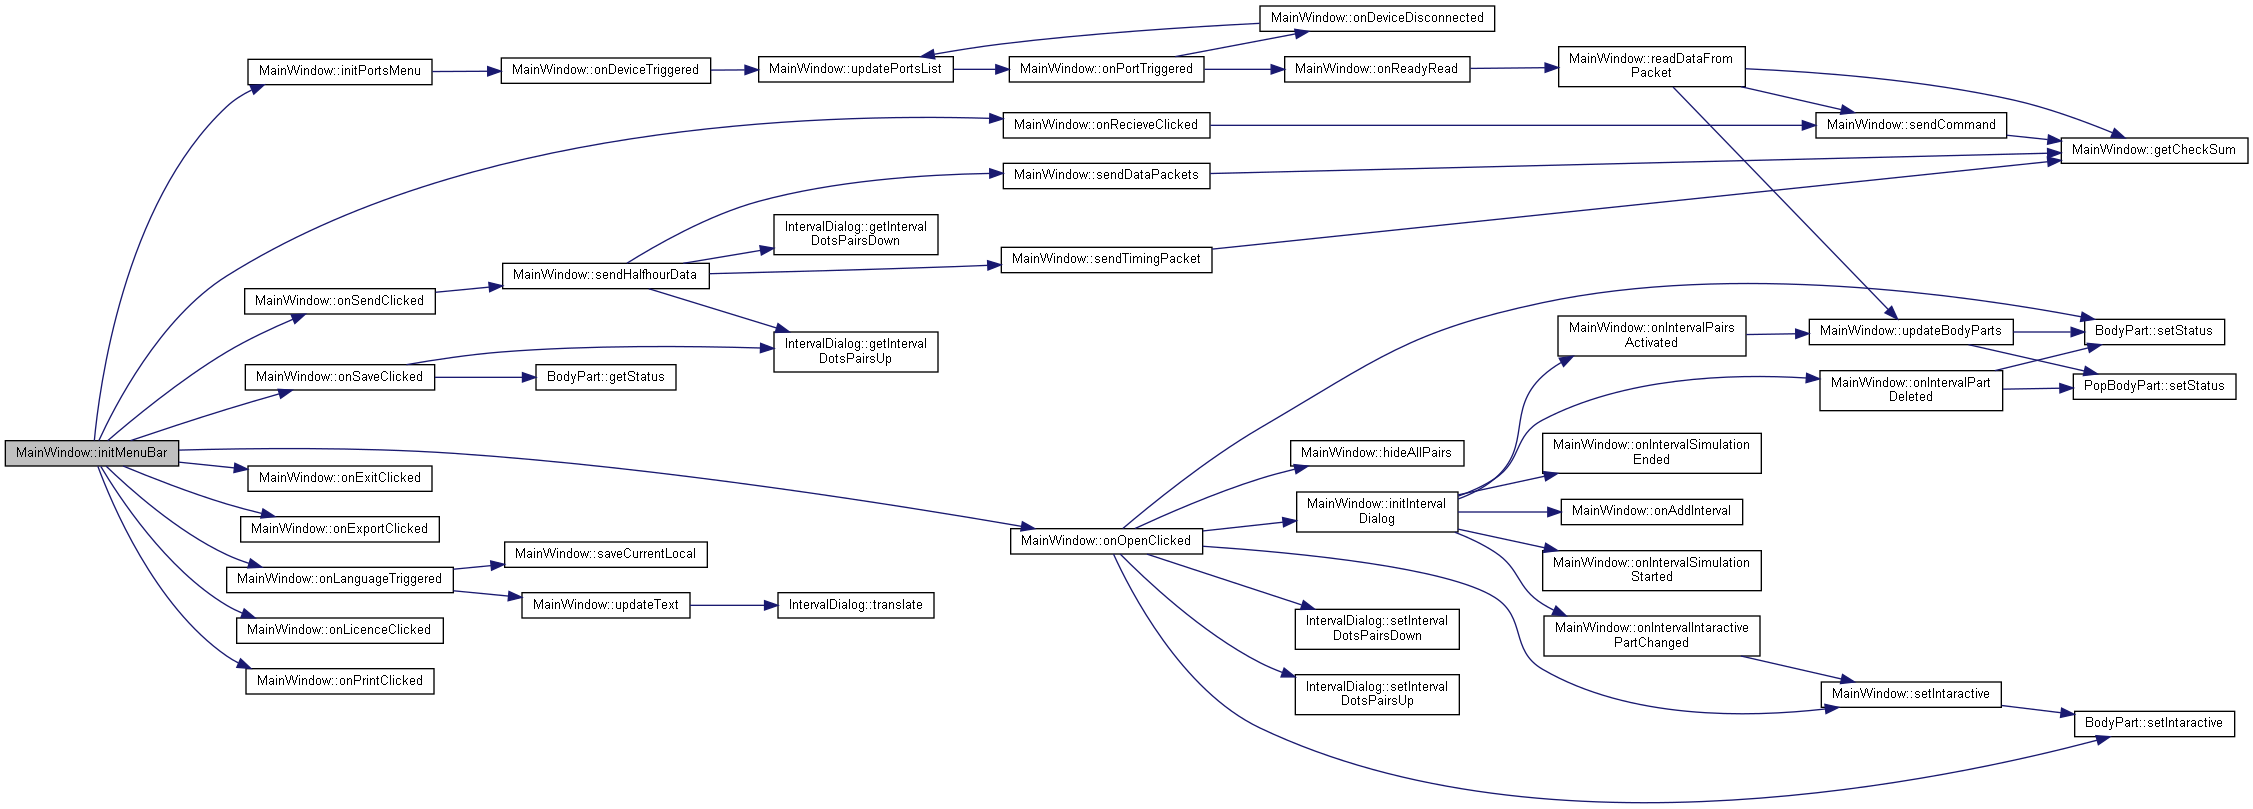 MainWindow::onDeviceDisconnected
MainWindow::initPortsMenu
MainWindow::onDeviceTriggered
MainWindow::updatePortsList
MainWindow::onPortTriggered
MainWindow::onReadyRead
MainWindow::readDataFrom
Packet
MainWindow::onRecieveClicked
MainWindow::sendCommand
MainWindow::getCheckSum
MainWindow::sendDataPackets
IntervalDialog::getInterval
DotsPairsDown
MainWindow::sendHalfhourData
MainWindow::sendTimingPacket
MainWindow::onSendClicked
IntervalDialog::getInterval
DotsPairsUp
MainWindow::onIntervalPairs
Activated
MainWindow::updateBodyParts
BodyPart::setStatus
MainWindow::onSaveClicked
BodyPart::getStatus
MainWindow::onIntervalPart
Deleted
PopBodyPart::setStatus
MainWindow::initMenuBar
MainWindow::hideAllPairs
MainWindow::onIntervalSimulation
Ended
MainWindow::onExitClicked
MainWindow::initInterval
Dialog
MainWindow::onAddInterval
MainWindow::onExportClicked
MainWindow::onOpenClicked
MainWindow::saveCurrentLocal
MainWindow::onIntervalSimulation
Started
MainWindow::onLanguageTriggered
MainWindow::updateText
IntervalDialog::translate
MainWindow::onLicenceClicked
IntervalDialog::setInterval
DotsPairsDown
MainWindow::onIntervalIntaractive
PartChanged
MainWindow::onPrintClicked
IntervalDialog::setInterval
DotsPairsUp
MainWindow::setIntaractive
BodyPart::setIntaractive